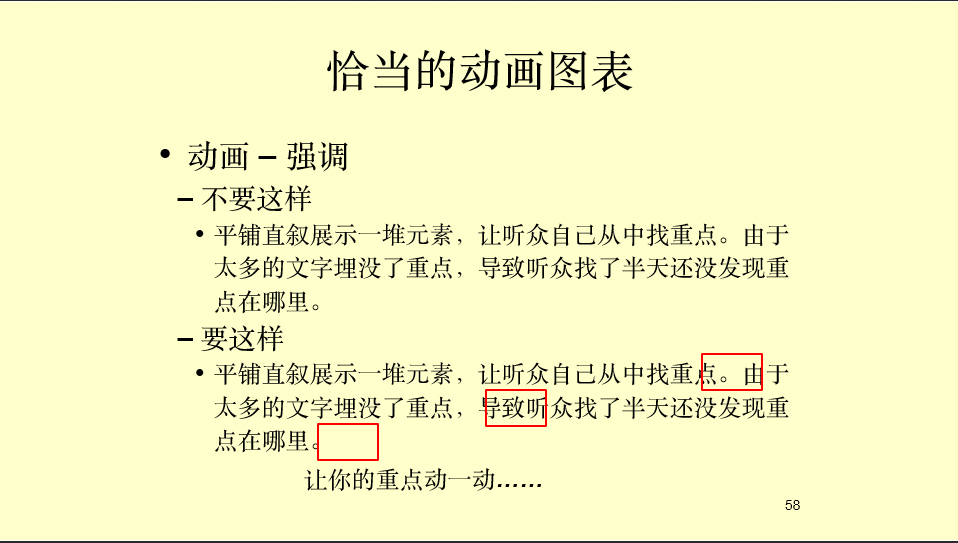 恰当的动画图表
• 动画 – 强调
– 不要这样
• 平铺直叙展示一堆元素，让听众自己从中找重点。由于
太多的文字埋没了重点，导致听众找了半天还没发现重
点在哪里。
– 要这样
• 平铺直叙展示一堆元素，让听众自己从中找重点。由于
太多的文字埋没了重点，导致听众找了半天还没发现重
点在哪里。
让你的重点动一动……
58